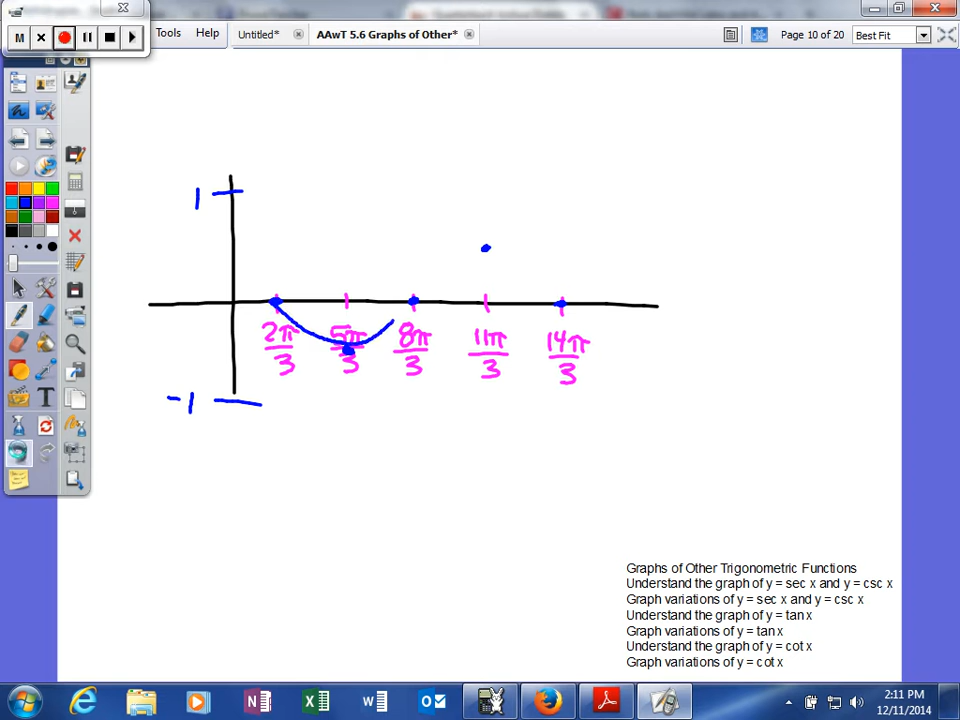 M
Tools Help Untitled* AAwT 5.6 Graphs of Other* Page 10 of 20 Best Fit
1
2π/3 5π/3 8π/3 11π/3 14π/3
-1
Graphs of Other Trigonometric Functions
Understand the graph of y = sec x and y = csc x
Graph variations of y = sec x and y = csc x
Understand the graph of y = tan x
Graph variations of y = tan x
Understand the graph of y = cot x
Graph variations of y = cot x
2:11 PM
12/11/2014